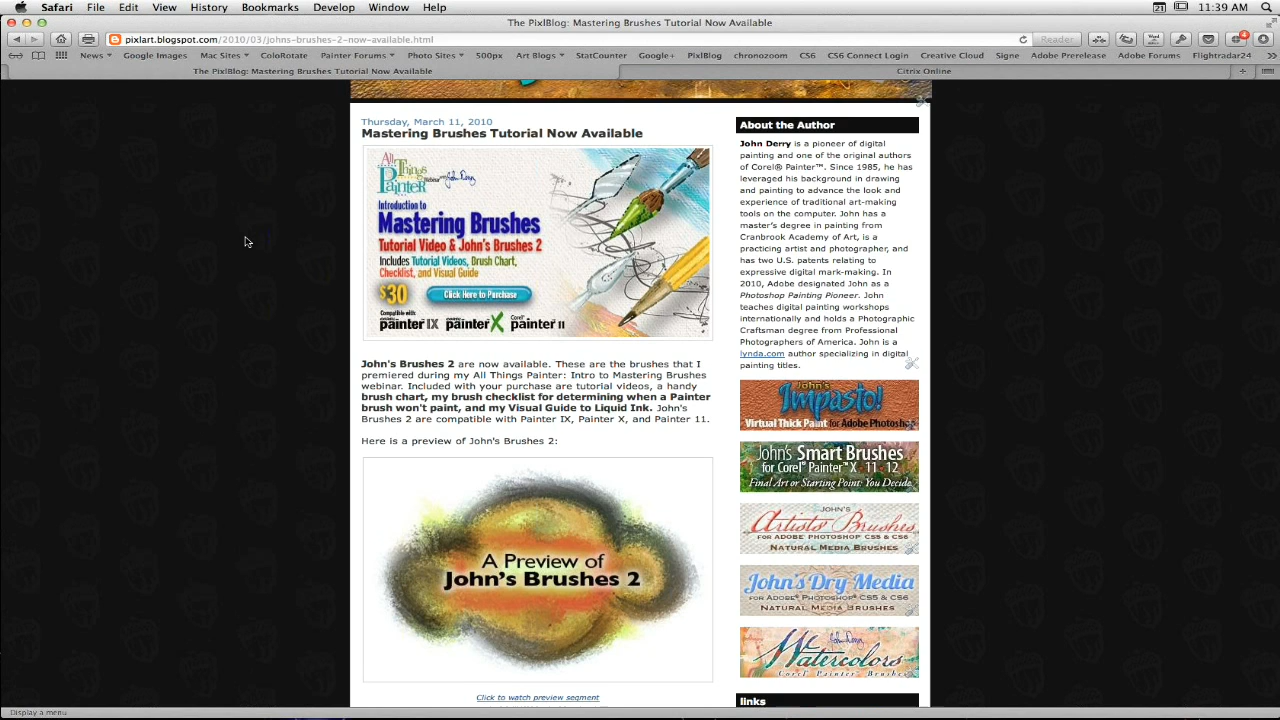 Safari File Edit View History Bookmarks Develop Window Help
21
11:39 AM
The PixlBlog: Mastering Brushes Tutorial Now Available
pixlart.blogspot.com/2010/03/johns-brushes-2-now-available.html
Reader
4
News Google Images Mac Sites ColoRotate Painter Forums Photo Sites 500px Art Blogs StatCounter Google+ PixlBlog chronozoom CS6 CS6 Connect Login Creative Cloud Signe Adobe Prerelease Adobe Forums Flightradar24
The PixlBlog: Mastering Brushes Tutorial Now Available
Citrix Online
Thursday, March 11, 2010
Mastering Brushes Tutorial Now Available
All
Things
Painter
Webinar with John Derry
Introduction to
Mastering Brushes
Tutorial Video & John's Brushes 2
Includes Tutorial Videos, Brush Chart,
Checklist, and Visual Guide
$30
Click Here to Purchase
Compatible with:
painter IX painter X Corel painter 11
John's Brushes 2 are now available. These are the brushes that I
premiered during my All Things Painter: Intro to Mastering Brushes
webinar. Included with your purchase are tutorial videos, a handy
brush chart, my brush checklist for determining when a Painter
brush won't paint, and my Visual Guide to Liquid Ink. John's
Brushes 2 are compatible with Painter IX, Painter X, and Painter 11.
Here is a preview of John's Brushes 2:
A Preview of
John's Brushes 2
Click to watch preview segment
About the Author
John Derry is a pioneer of digital
painting and one of the original authors
of Corel® Painter™. Since 1985, he has
leveraged his background in drawing
and painting to advance the look and
experience of traditional art-making
tools on the computer. John has a
master's degree in painting from
Cranbrook Academy of Art, is a
practicing artist and photographer, and
has two U.S. patents relating to
expressive digital mark-making. In
2010, Adobe designated John as a
Photoshop Painting Pioneer. John
teaches digital painting workshops
internationally and holds a Photographic
Craftsman degree from Professional
Photographers of America. John is a
lynda.com author specializing in digital
painting titles.
John's
Impasto!
Virtual Thick Paint for Adobe Photoshop
John's Smart Brushes
for Corel® Painter™ X · 11 · 12
Final Art or Starting Point: You Decide
JOHN'S
Artists' Brushes
FOR ADOBE® PHOTOSHOP® CS5 & CS6
NATURAL MEDIA BRUSHES
John's Dry Media
FOR ADOBE® PHOTOSHOP® CS5 & CS6
NATURAL MEDIA BRUSHES
John Derry
Watercolors
Corel® Painter™ Brushes
links
Display a menu